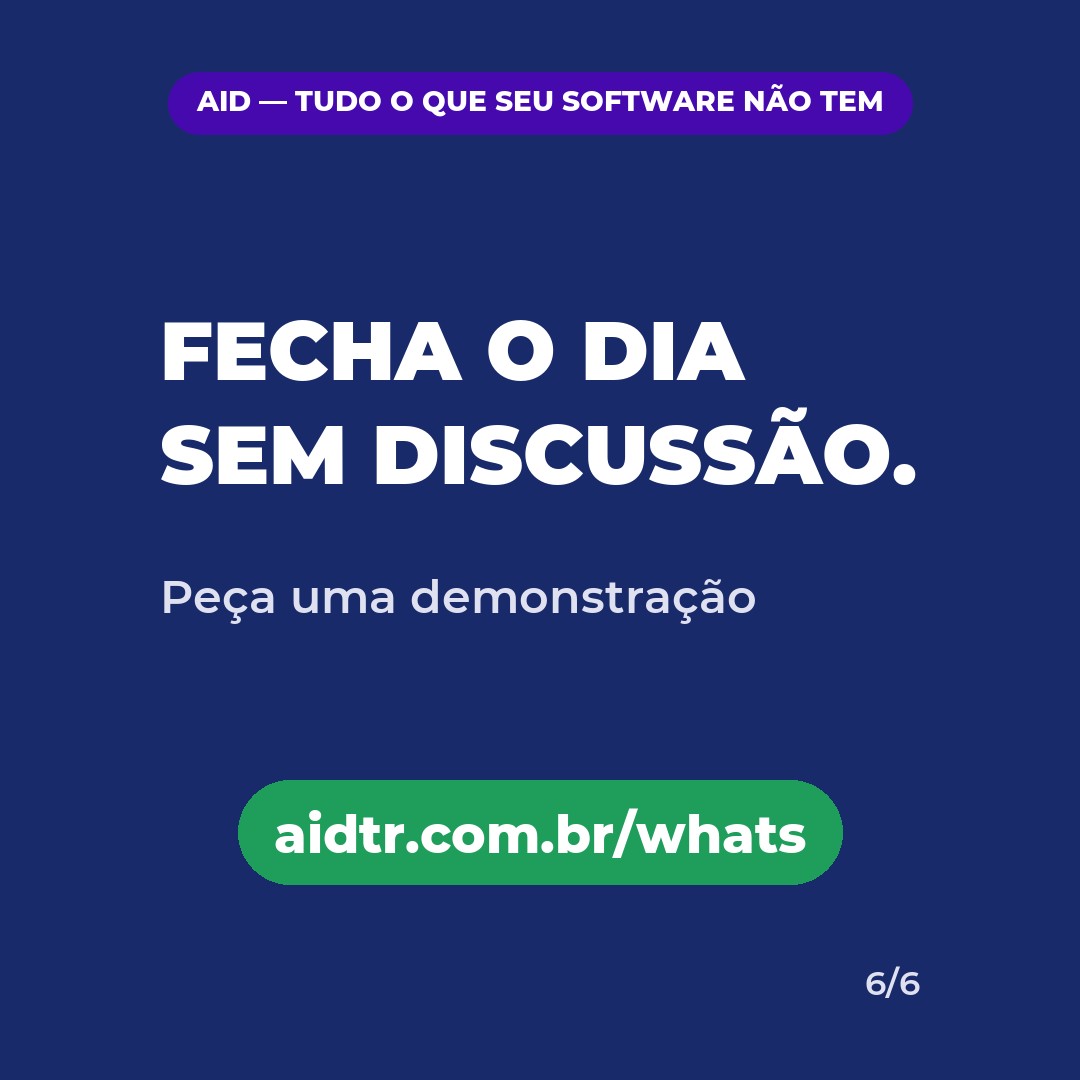 AID — TUDO O QUE SEU SOFTWARE NÃO TEM
FECHA O DIA
SEM DISCUSSÃO.
Peça uma demonstração
aidtr.com.br/whats
6/6